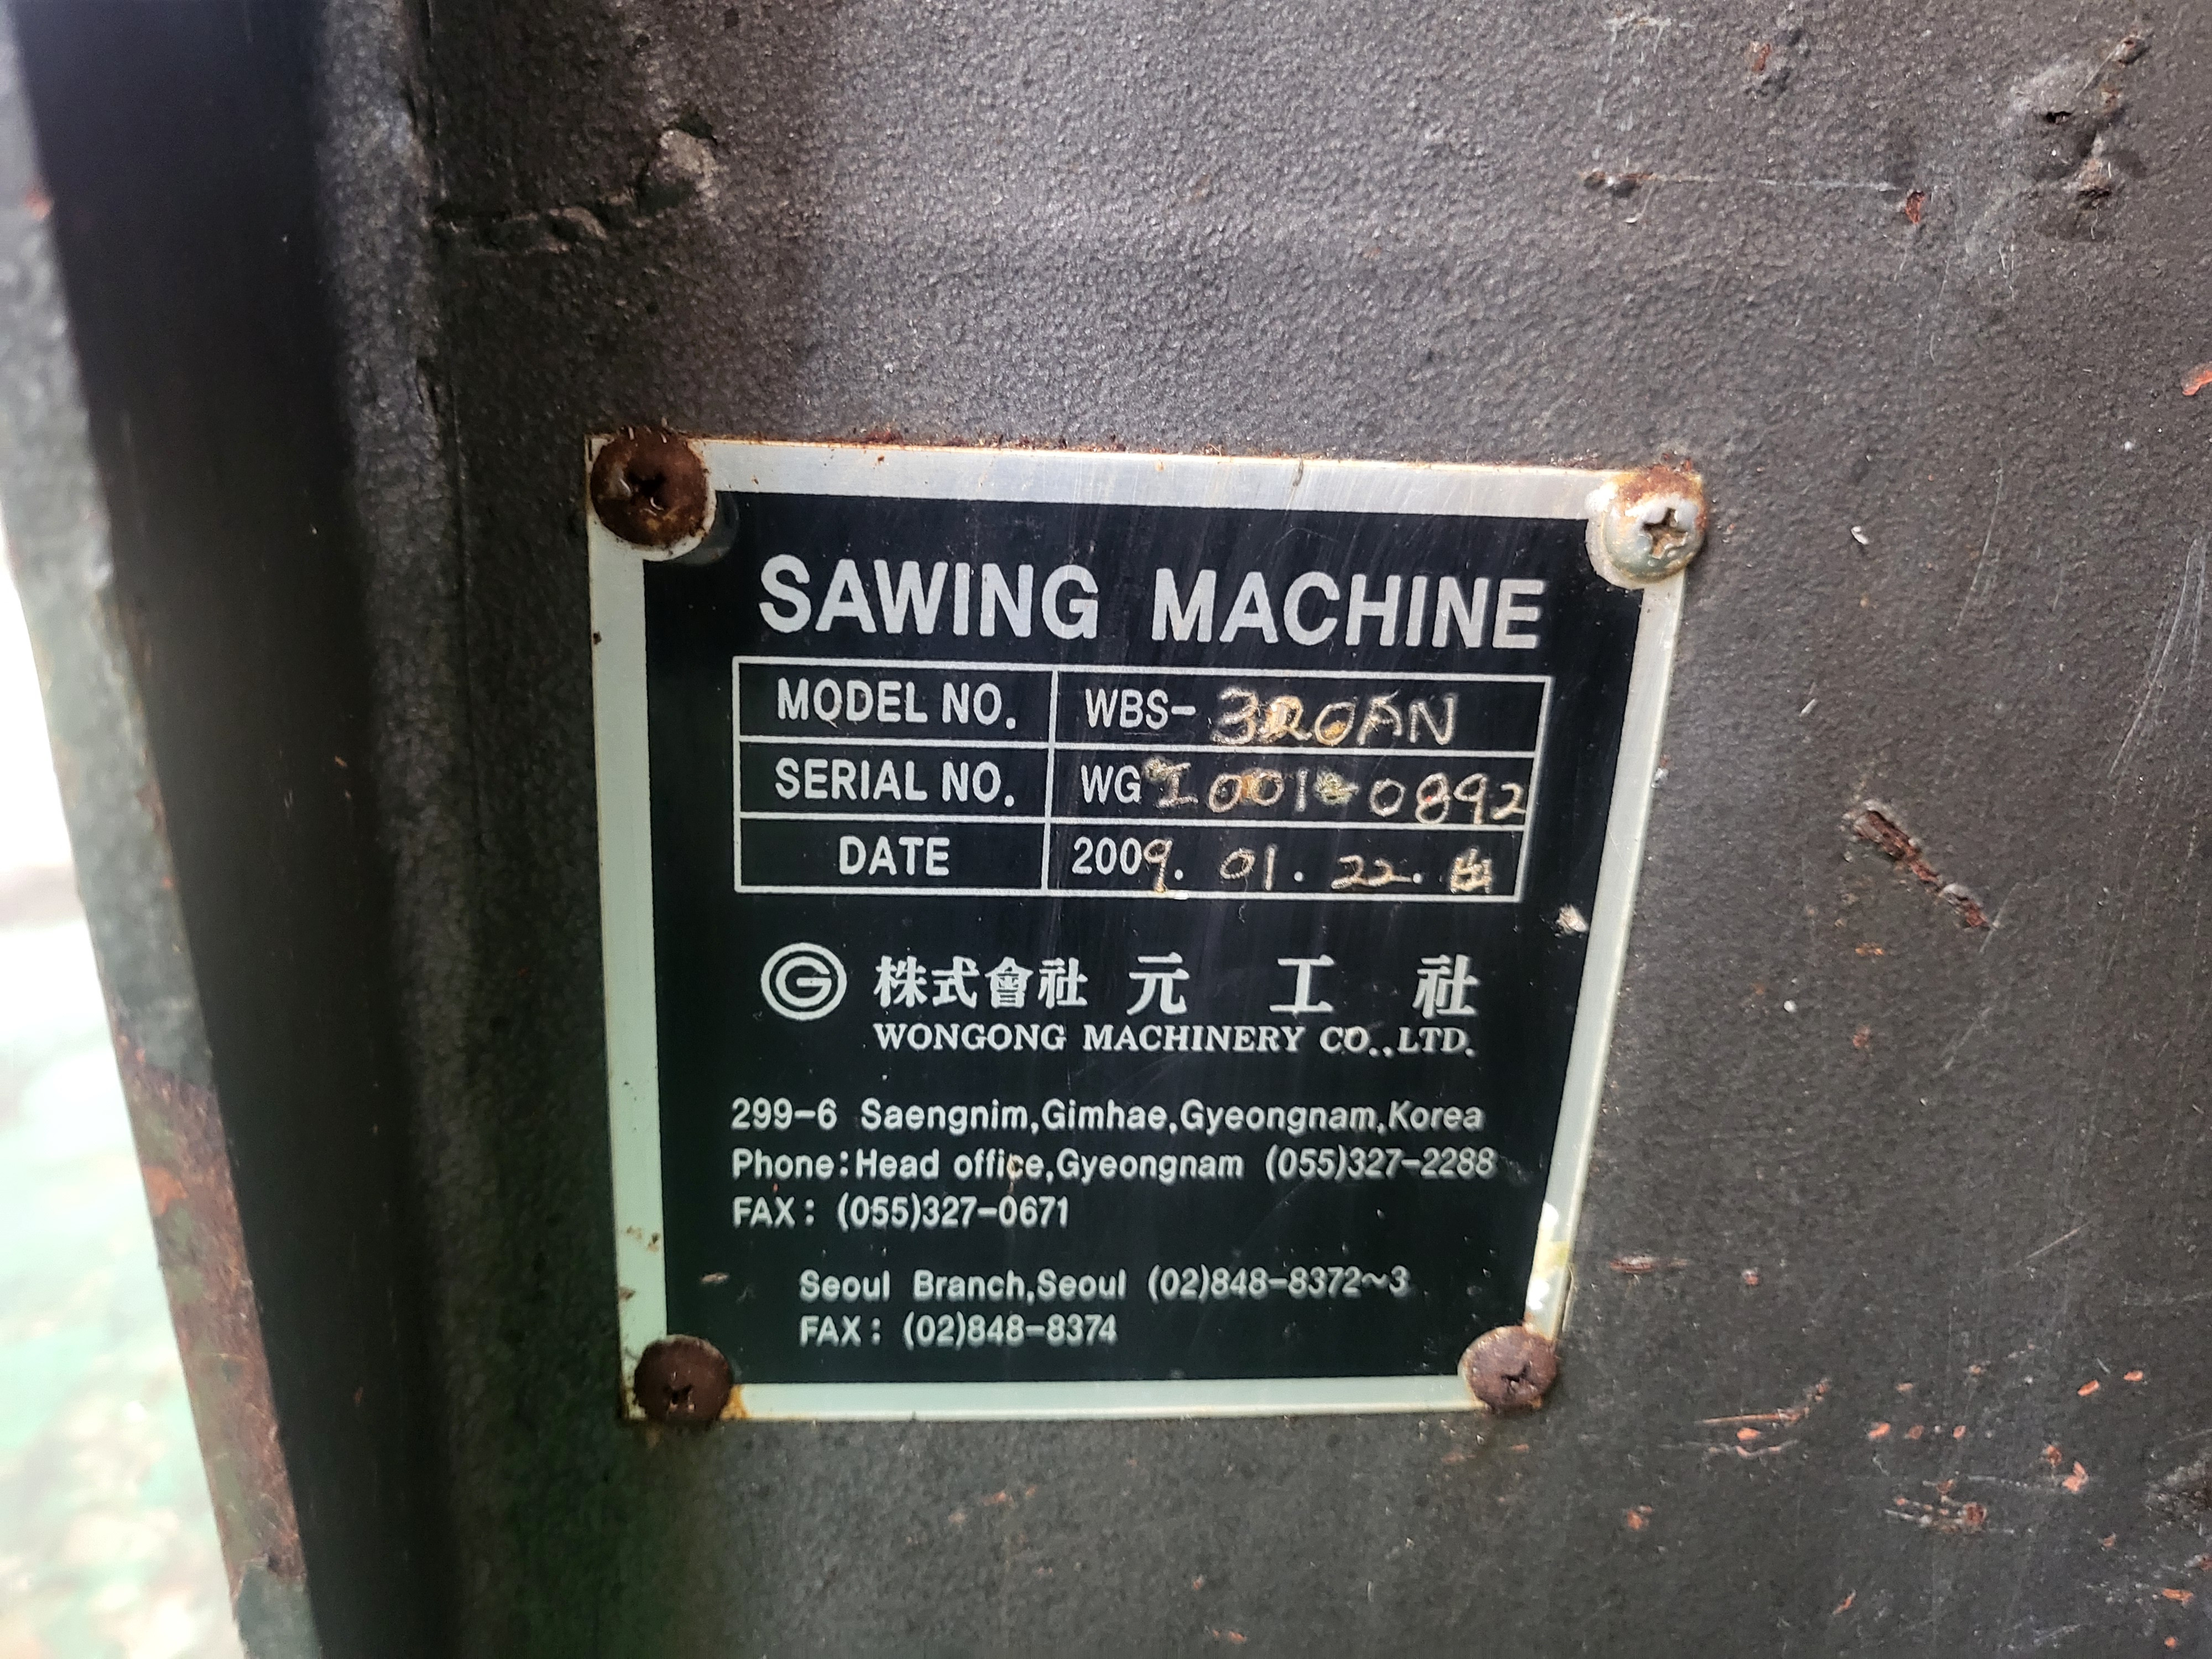 SAWING MACHINE
MODEL NO. WBS-320AN
SERIAL NO.
DATE 2009. 01. 22. 出
G 株式會社 元 工 社
WONGONG MACHINERY CO.,LTD.
299-6 Saengnim,Gimhae,Gyeongnam,Korea
Phone:Head office,Gyeongnam (055)327-2288
FAX: (055)327-0671
Seoul Branch,Seoul (02)848-8372~3
FAX: (02)848-8374